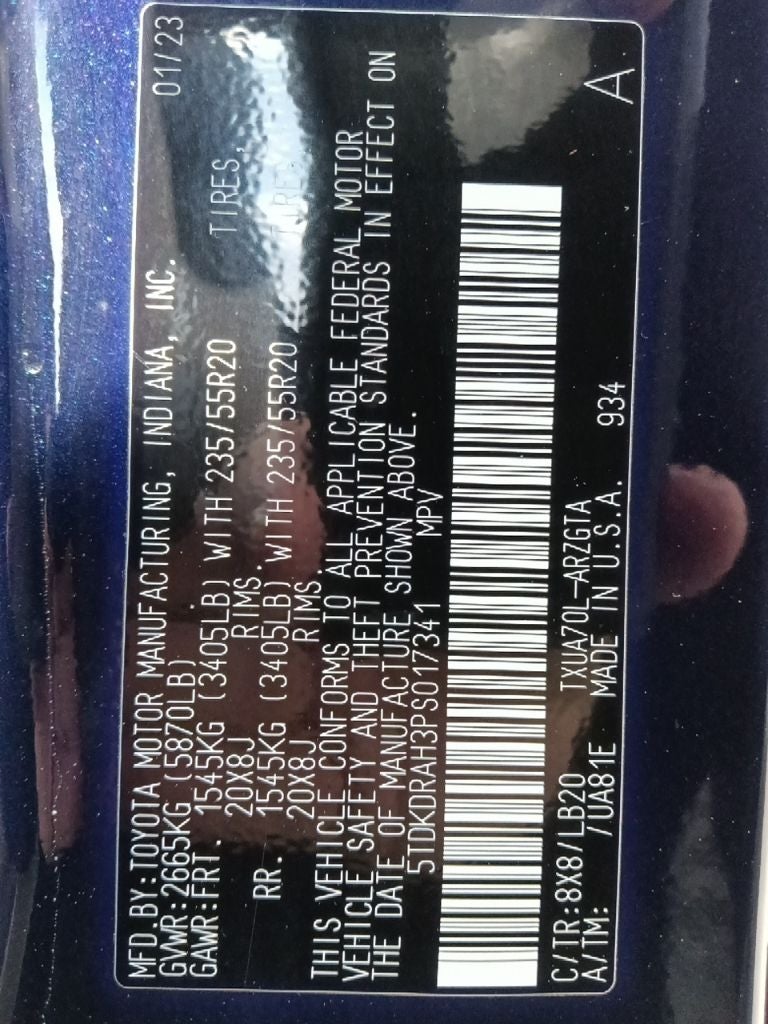 MFD.BY:TOYOTA MOTOR MANUFACTURING, INDIANA, INC. 01/23
GVWR:2665KG (5870LB)
GAWR:FRT. 1545KG (3405LB) WITH 235/55R20 TIRES,
20X8J RIMS.
RR. 1545KG (3405LB) WITH 235/55R20 TIRES,
20X8J RIMS.
THIS VEHICLE CONFORMS TO ALL APPLICABLE FEDERAL MOTOR
VEHICLE SAFETY AND THEFT PREVENTION STANDARDS IN EFFECT ON
THE DATE OF MANUFACTURE SHOWN ABOVE.
5TDKDRAH3PS017341 MPV
C/TR:8X8/LB20 TXUA70L-ARZGTA A
A/TM: /UA81E MADE IN U.S.A. 934